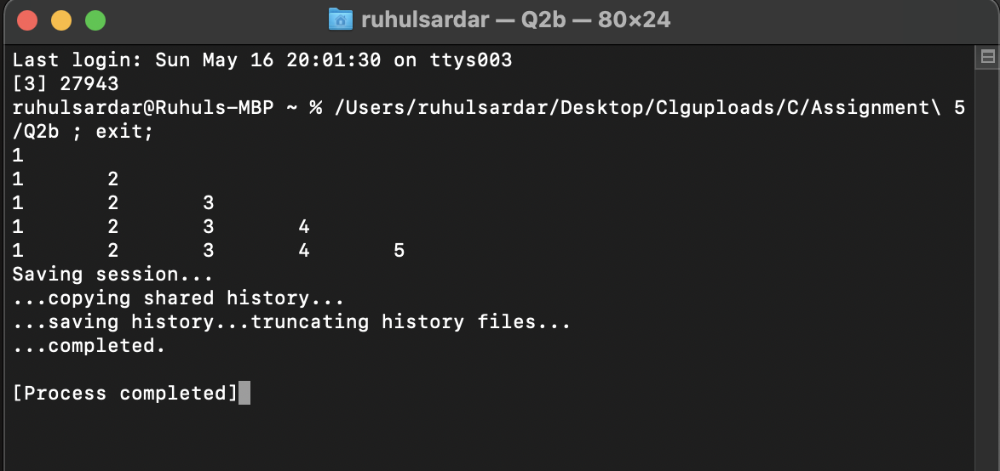 ruhulsardar — Q2b — 80×24
Last login: Sun May 16 20:01:30 on ttys003
[3] 27943
ruhulsardar@Ruhuls-MBP ~ % /Users/ruhulsardar/Desktop/Clguploads/C/Assignment\ 5
/Q2b ; exit;
1
1       2
1       2       3
1       2       3       4
1       2       3       4       5
Saving session...
...copying shared history...
...saving history...truncating history files...
...completed.

[Process completed]